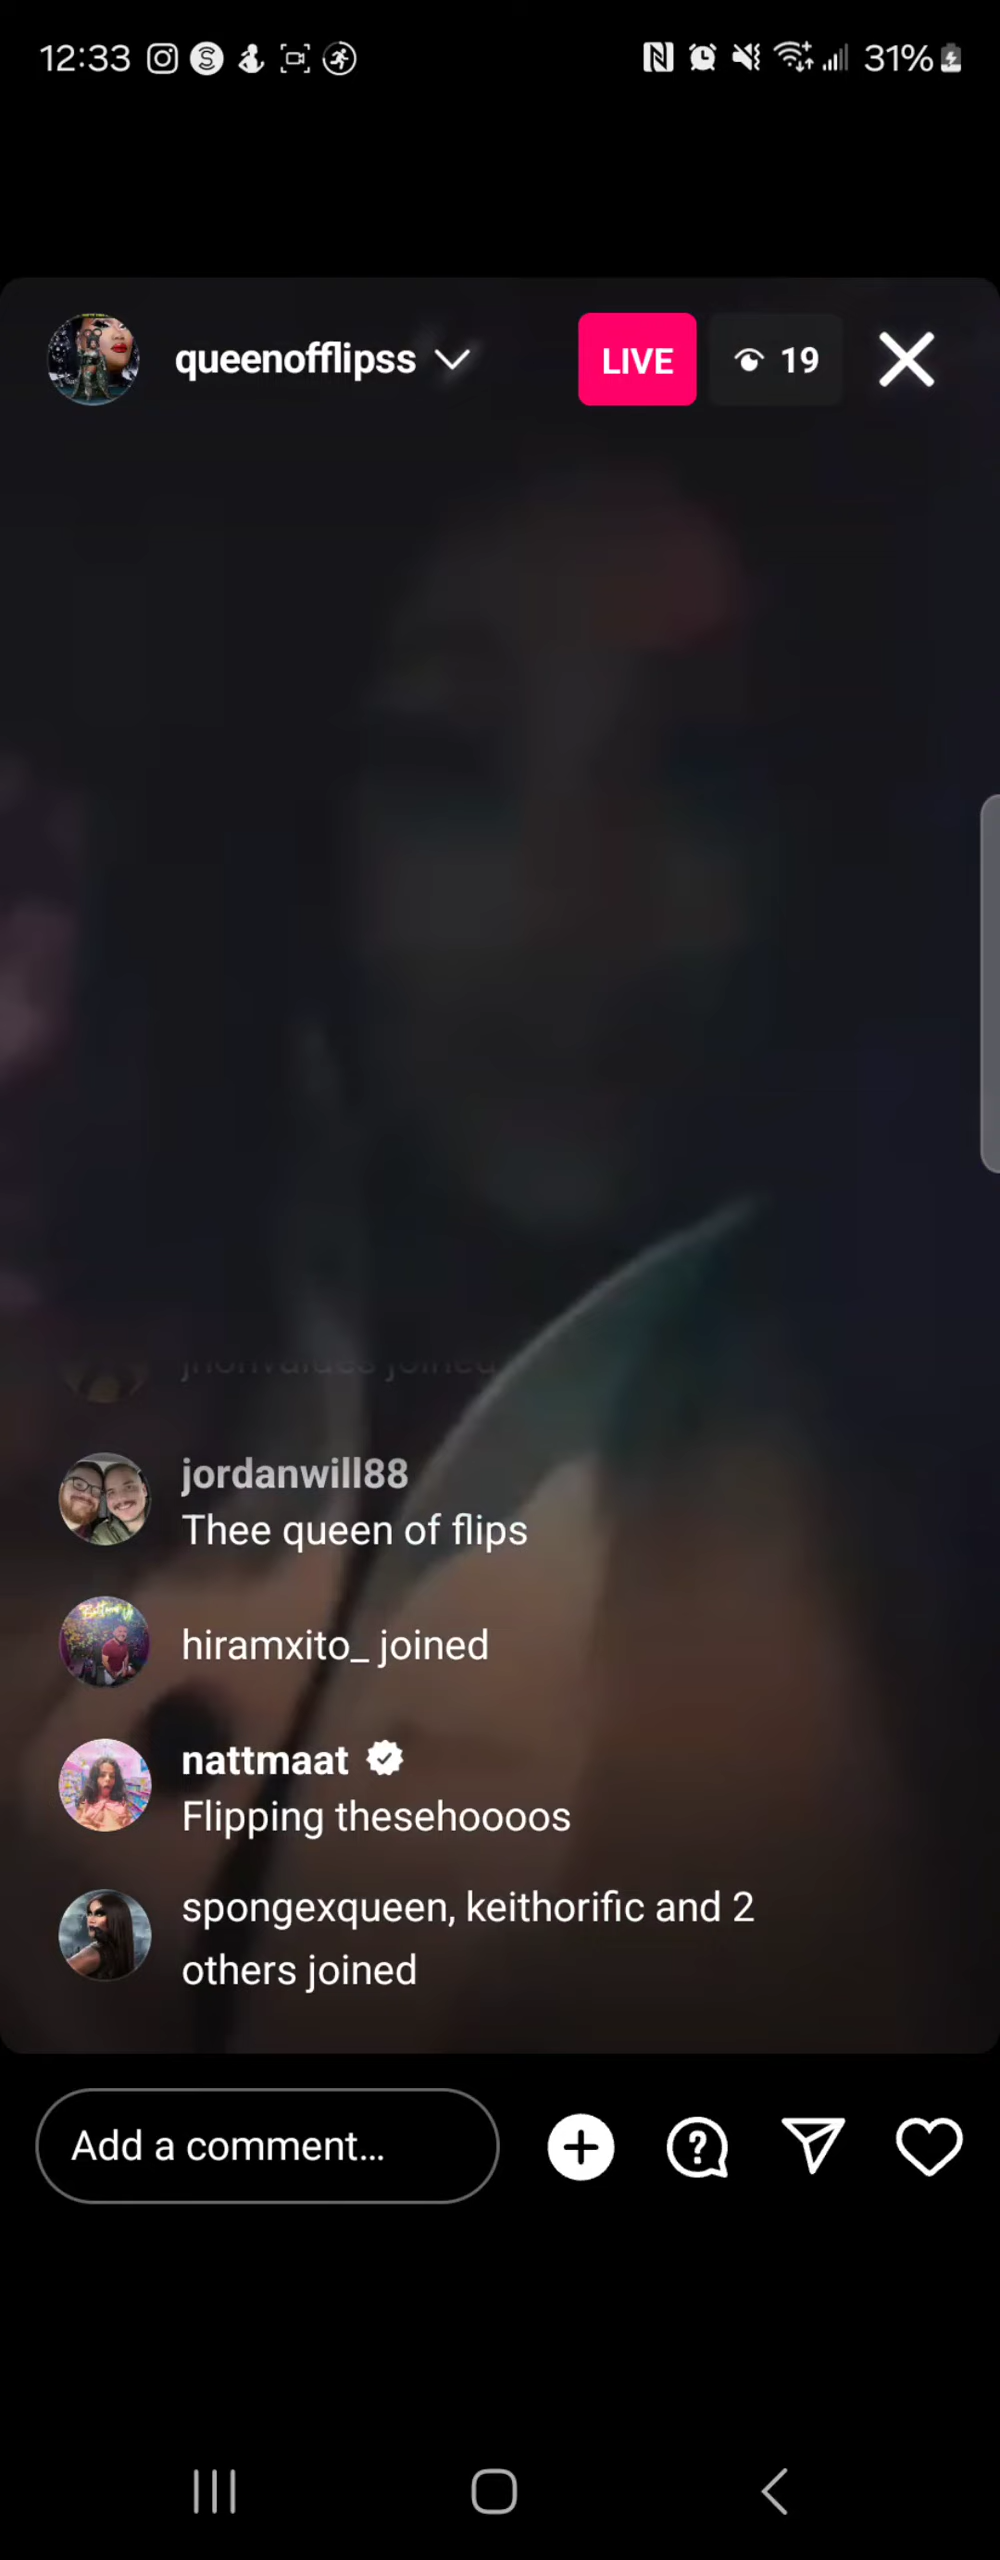 12:33
31%
queenofflipss
LIVE
19
joined
jordanwill88
Thee queen of flips
hiramxito_ joined
nattmaat
Flipping thesehoooos
spongexqueen, keithorific and 2
others joined
Add a comment...